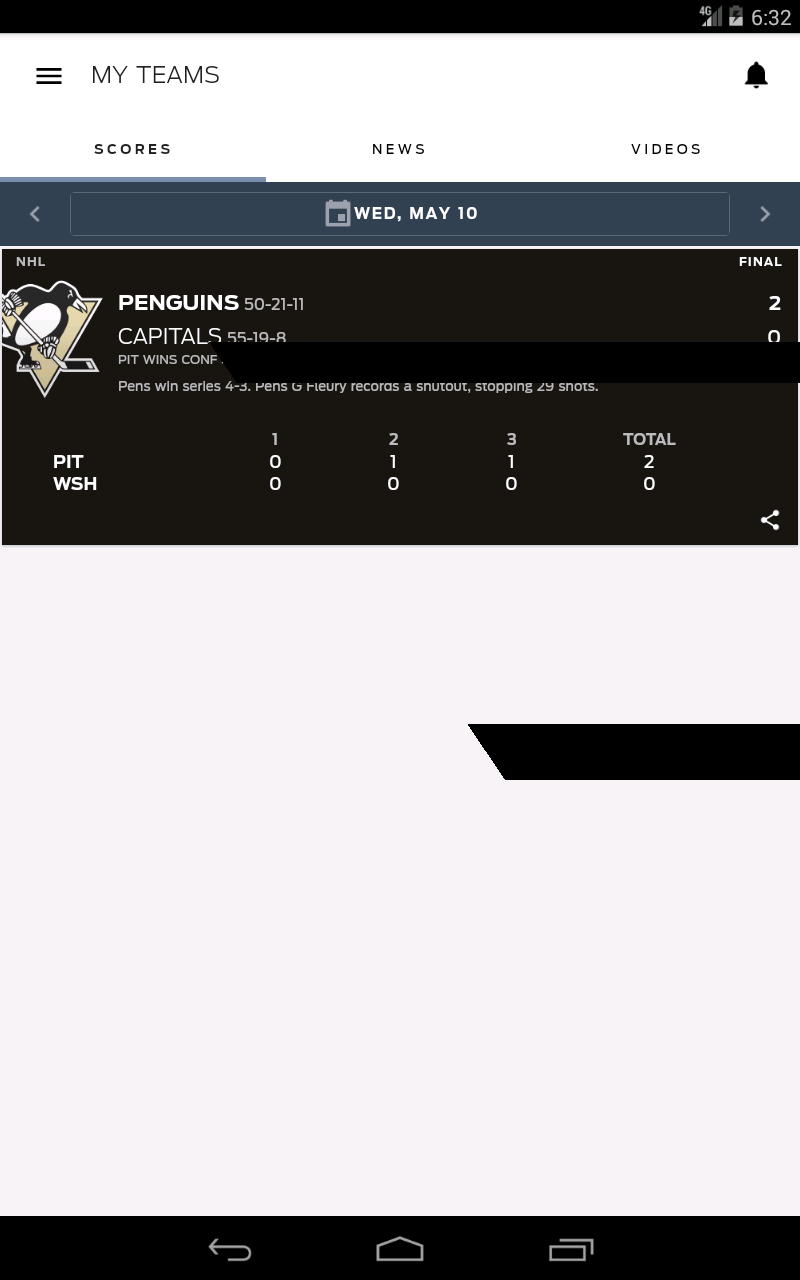 4G 6:32
MY TEAMS
SCORES NEWS VIDEOS
WED, MAY 10
NHL FINAL
PENGUINS 50-21-11 2
CAPITALS 55-19-8 0
PIT WINS CONF
Pens win series 4-3. Pens G Fleury records a shutout, stopping 29 shots.
1 2 3 TOTAL
PIT 0 1 1 2
WSH 0 0 0 0